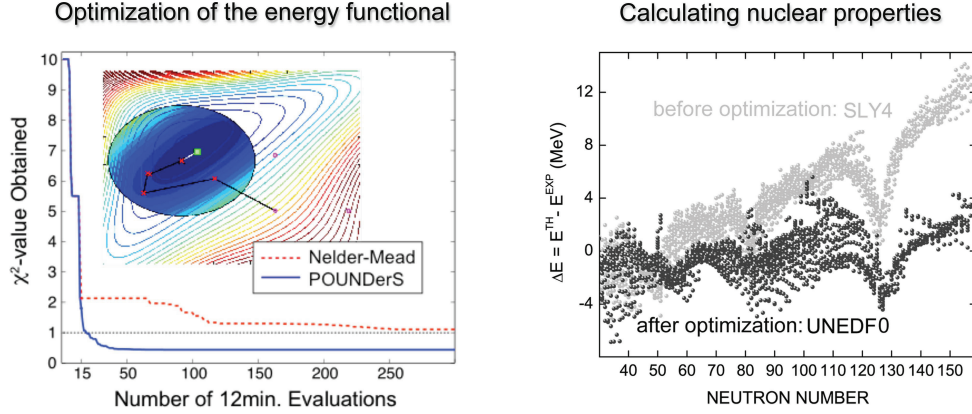 Optimization of the energy functional
10
9
8
7
6
5
4
3
2
1
0
χ²-value Obtained
Nelder-Mead
POUNDerS
15 50 100 150 200 250
Number of 12min. Evaluations
Calculating nuclear properties
12
8
4
0
-4
ΔE = E^TH - E^EXP (MeV)
before optimization: SLY4
after optimization: UNEDF0
40 50 60 70 80 90 100 110 120 130 140 150
NEUTRON NUMBER